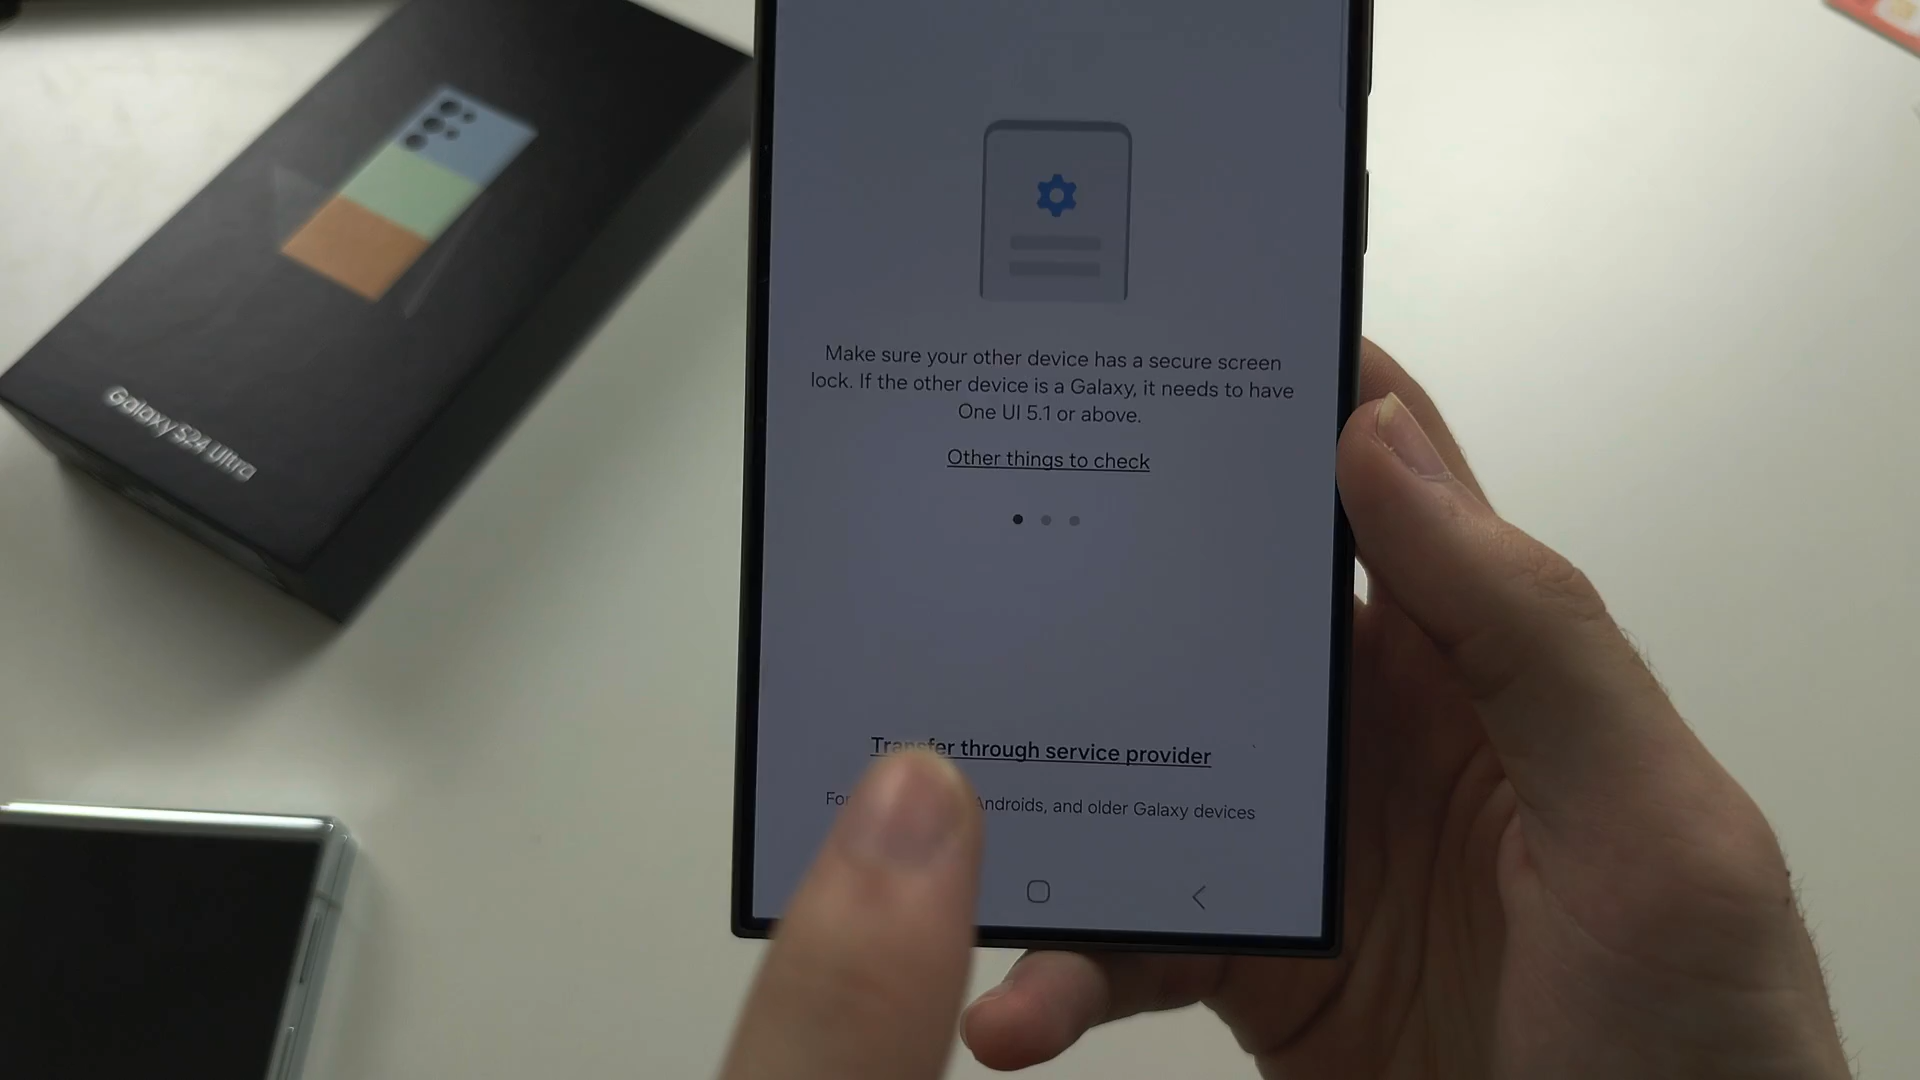 Galaxy S24 Ultra
Make sure your other device has a secure screen
lock. If the other device is a Galaxy, it needs to have
One UI 5.1 or above.
Other things to check
Transfer through service provider
For Androids, and older Galaxy devices